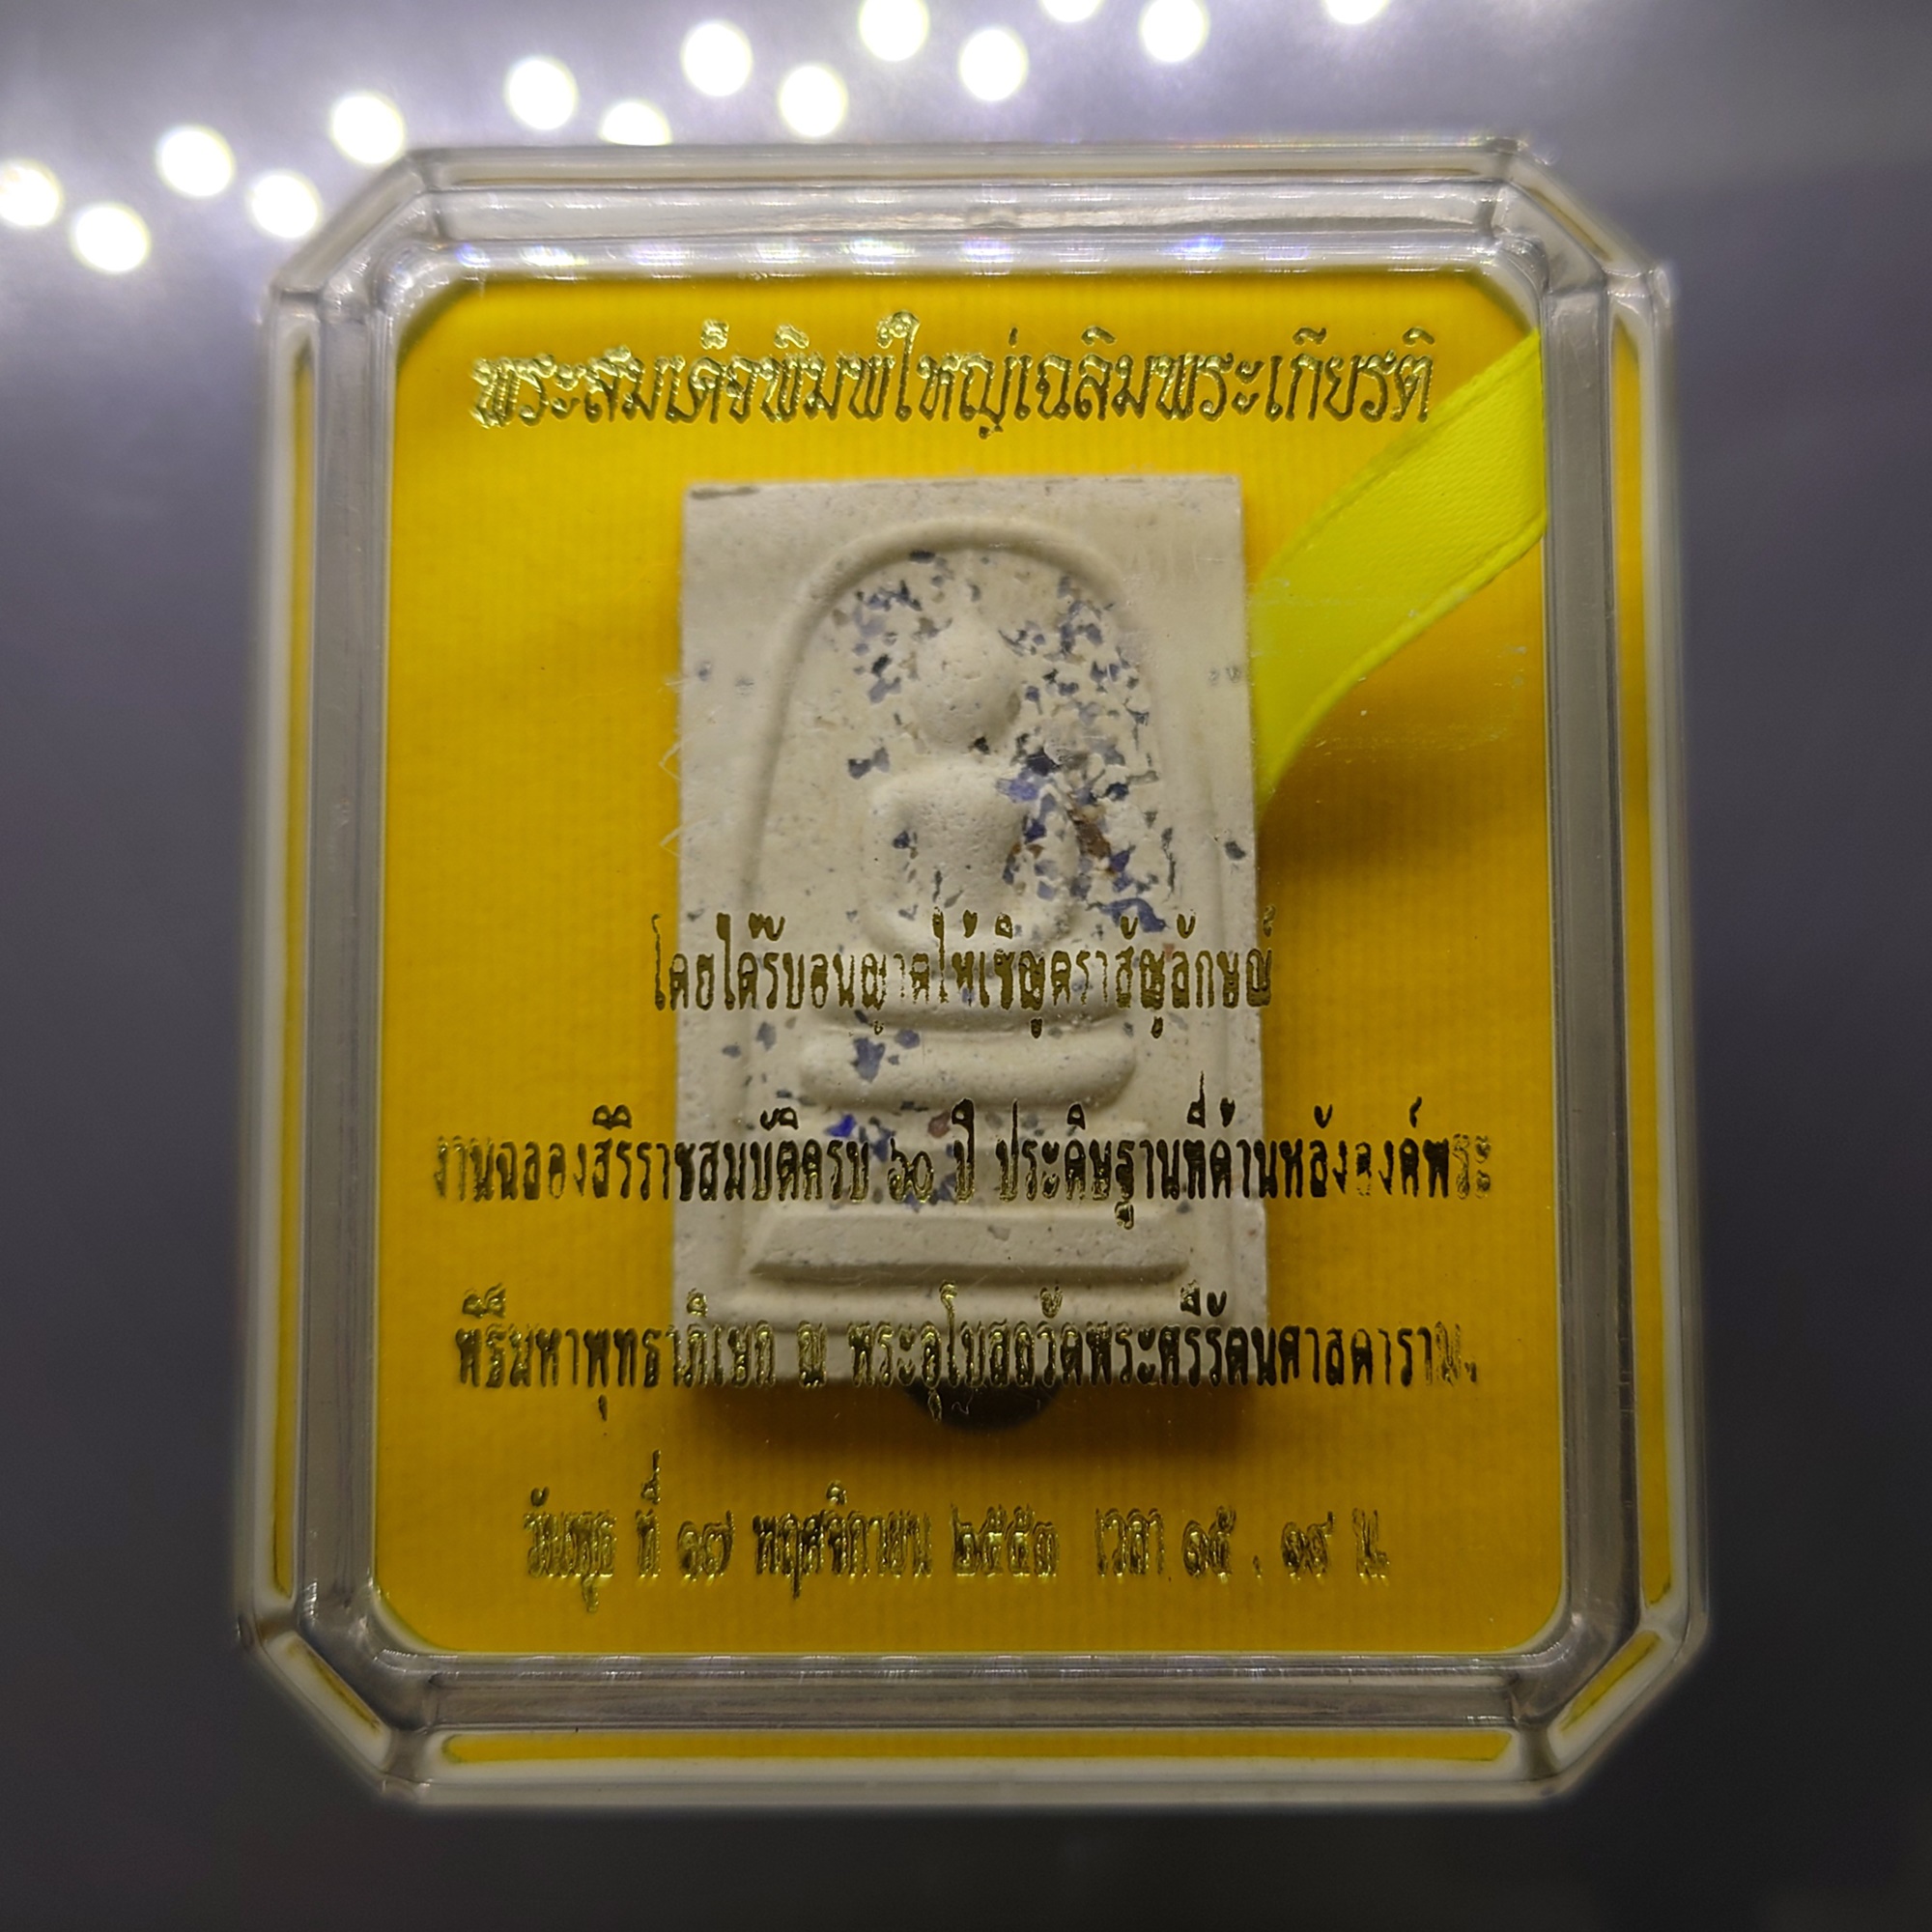 พระสมเด็จพิมพ์ใหญ่เฉลิมพระเกียรติ
โดยได้รับอนุญาตให้เชิญตราสัญลักษณ์
งานฉลองสิริราชสมบัติครบ ๖๐ ปี ประดิษฐานที่ด้านหลังองค์พระ
พิธีมหาพุทธาภิเษก ณ พระอุโบสถวัดพระศรีรัตนศาสดาราม
วันพุธ ที่ ๑๗ พฤศจิกายน ๒๕๕๓ เวลา ๑๕.๑๙ น.